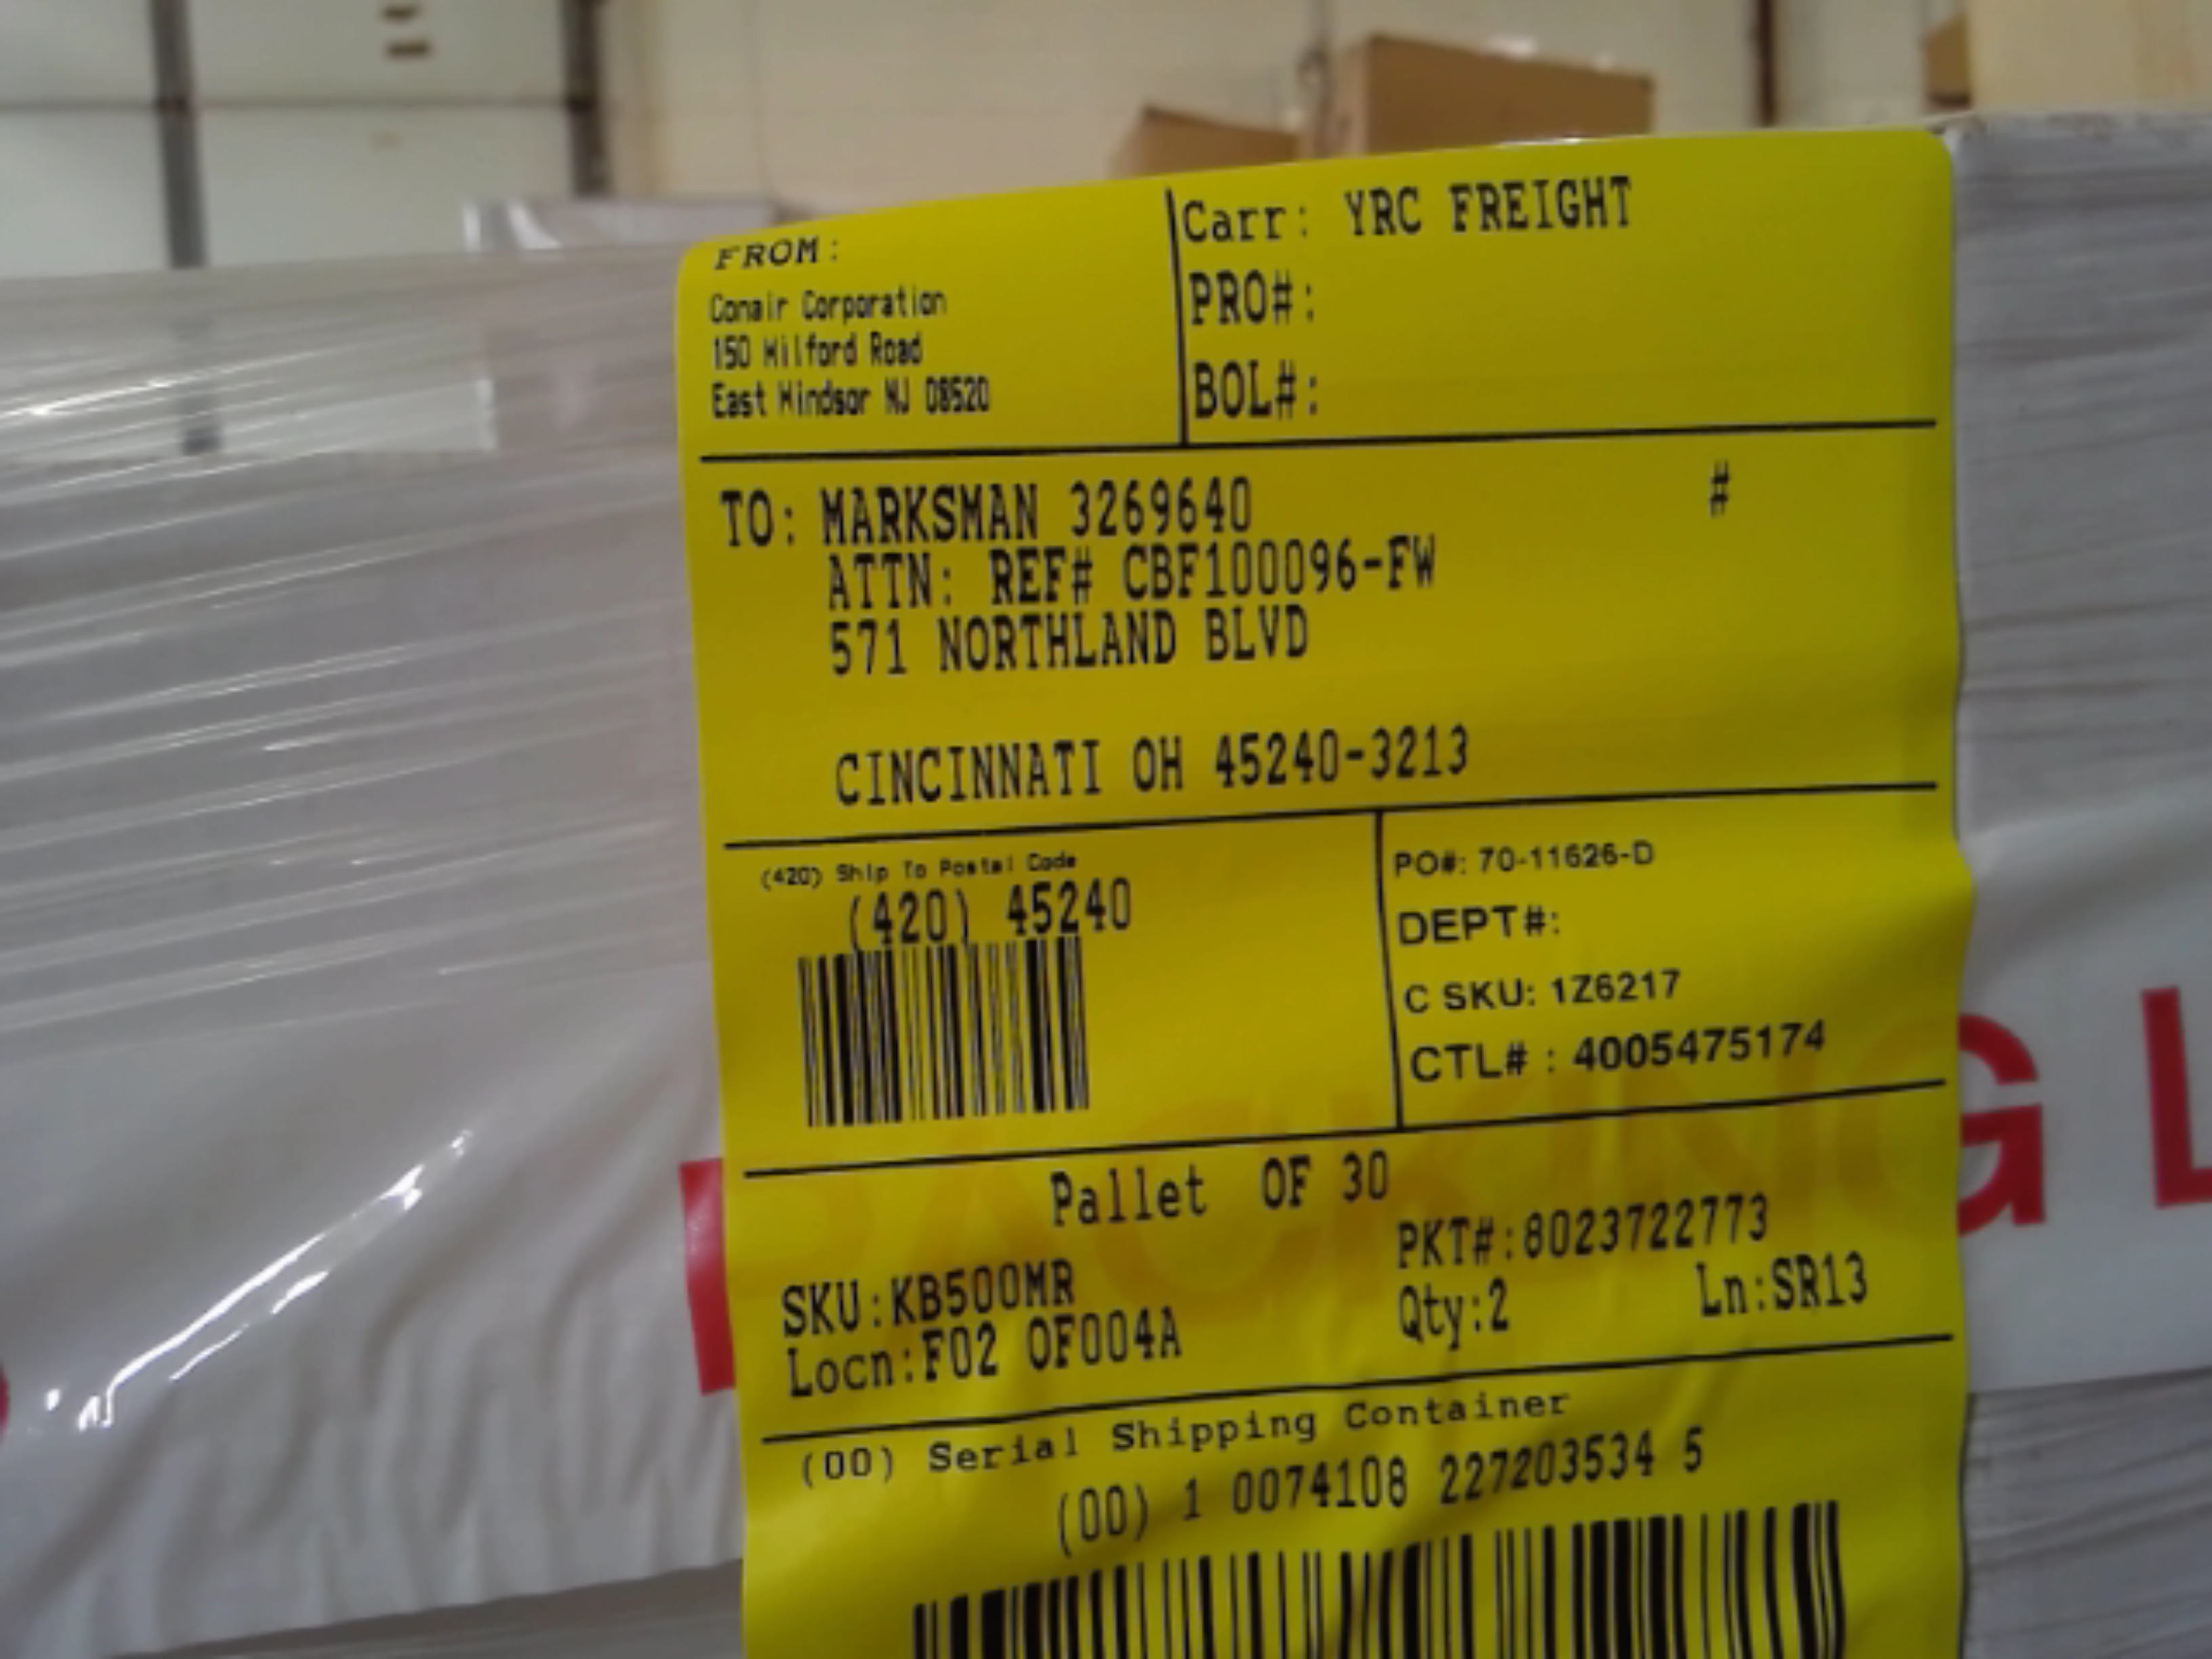 FROM:
Conair Corporation
150 Milford Road
East Windsor NJ 08520
Carr: YRC FREIGHT
PRO#:
BOL#:
TO: MARKSMAN 3269640 #
ATTN: REF# CBF100096-FW
571 NORTHLAND BLVD
CINCINNATI OH 45240-3213
(420) Ship To Postal Code
(420) 45240
PO#: 70-11626-D
DEPT#:
C SKU: 1Z6217
CTL# : 4005475174
Pallet OF 30
PKT#:8023722773
SKU:KB500MR
Qty:2 Ln:SR13
Locn:F02 OF004A
(00) Serial Shipping Container
(00) 1 0074108 227203534 5
PACKING L